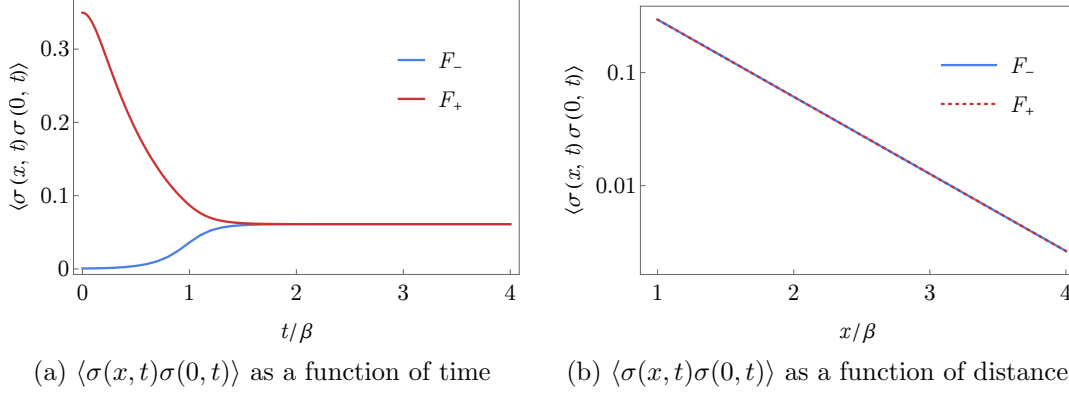 ⟨σ(x, t) σ(0, t)⟩
0.3
0.2
0.1
0
F₋
F₊
0 1 2 3 4
t/β
(a) ⟨σ(x, t)σ(0, t)⟩ as a function of time
⟨σ(x, t) σ(0, t)⟩
0.1
0.01
F₋
F₊
1 2 3 4
x/β
(b) ⟨σ(x, t)σ(0, t)⟩ as a function of distance